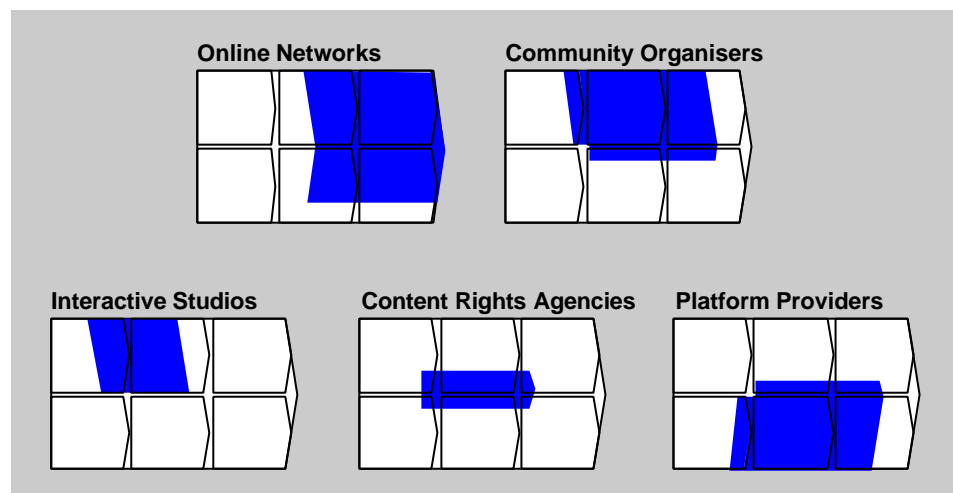 Online Networks
Community Organisers
Interactive Studios
Content Rights Agencies
Platform Providers